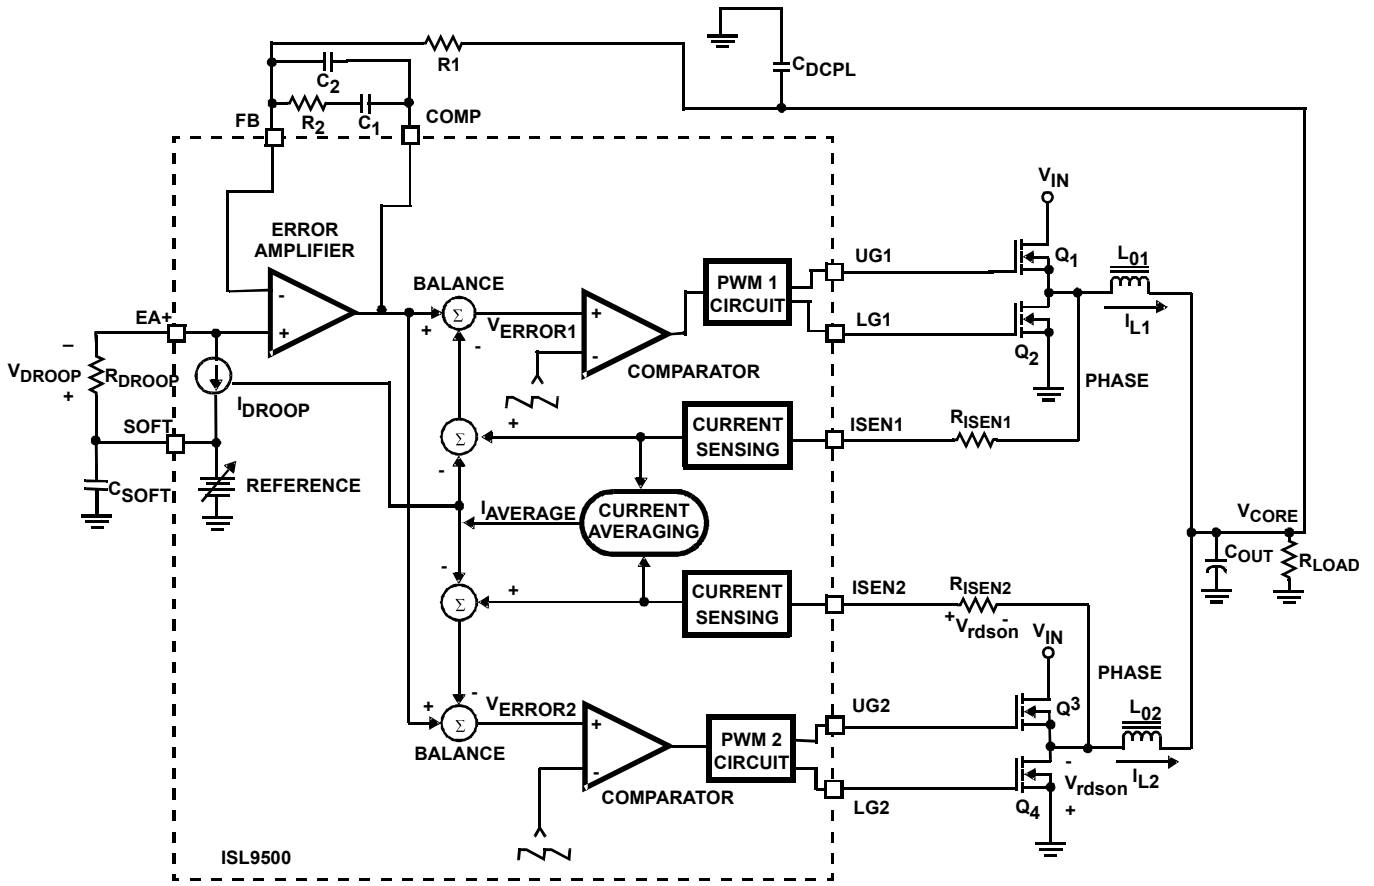 R1
CDCPL
C2
R2
C1
FB
COMP
VIN
ERROR
AMPLIFIER
-
+
BALANCE
Σ
+
-
VERROR1
+
-
COMPARATOR
PWM 1
CIRCUIT
UG1
LG1
Q1
Q2
L01
IL1
PHASE
EA+
–
VDROOP
+
RDROOP
IDROOP
SOFT
CSOFT
REFERENCE
Σ
+
-
CURRENT
SENSING
ISEN1
RISEN1
IAVERAGE
CURRENT
AVERAGING
VCORE
COUT
RLOAD
-
Σ
+
CURRENT
SENSING
ISEN2
RISEN2
+ Vrdson -
VIN
PHASE
-
+
Σ
BALANCE
VERROR2
+
-
COMPARATOR
PWM 2
CIRCUIT
UG2
LG2
Q3
Q4
-
Vrdson
+
L02
IL2
ISL9500